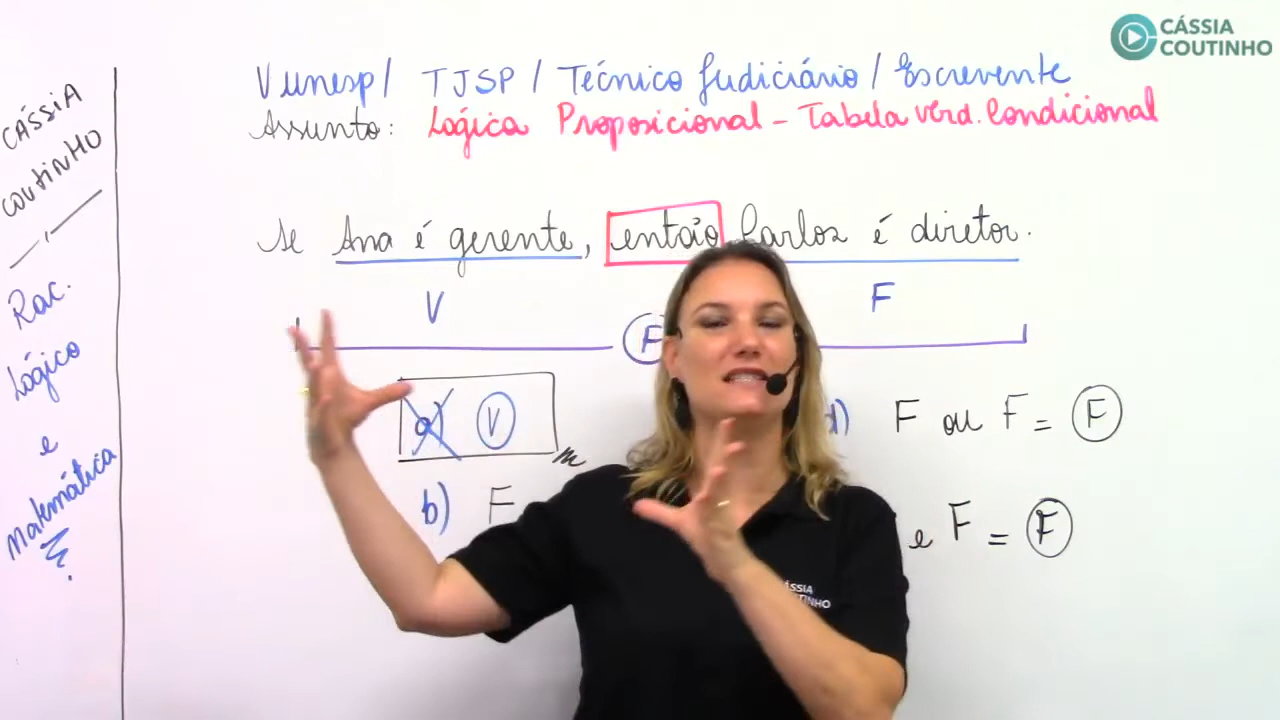 CÁSSIA
COUTINHO
Vunesp/ TJSP / Técnico Judiciário / Escrevente
Assunto: Lógica Proposicional - Tabela verd. Condicional
CÁSSIA
COUTINHO
Rac.
Lógico
e
Matemática
Se Ana é gerente, então Carlos é diretor.
V
F
F
a) V
d) F ou F = F
b) F
e F = F
COUTINHO